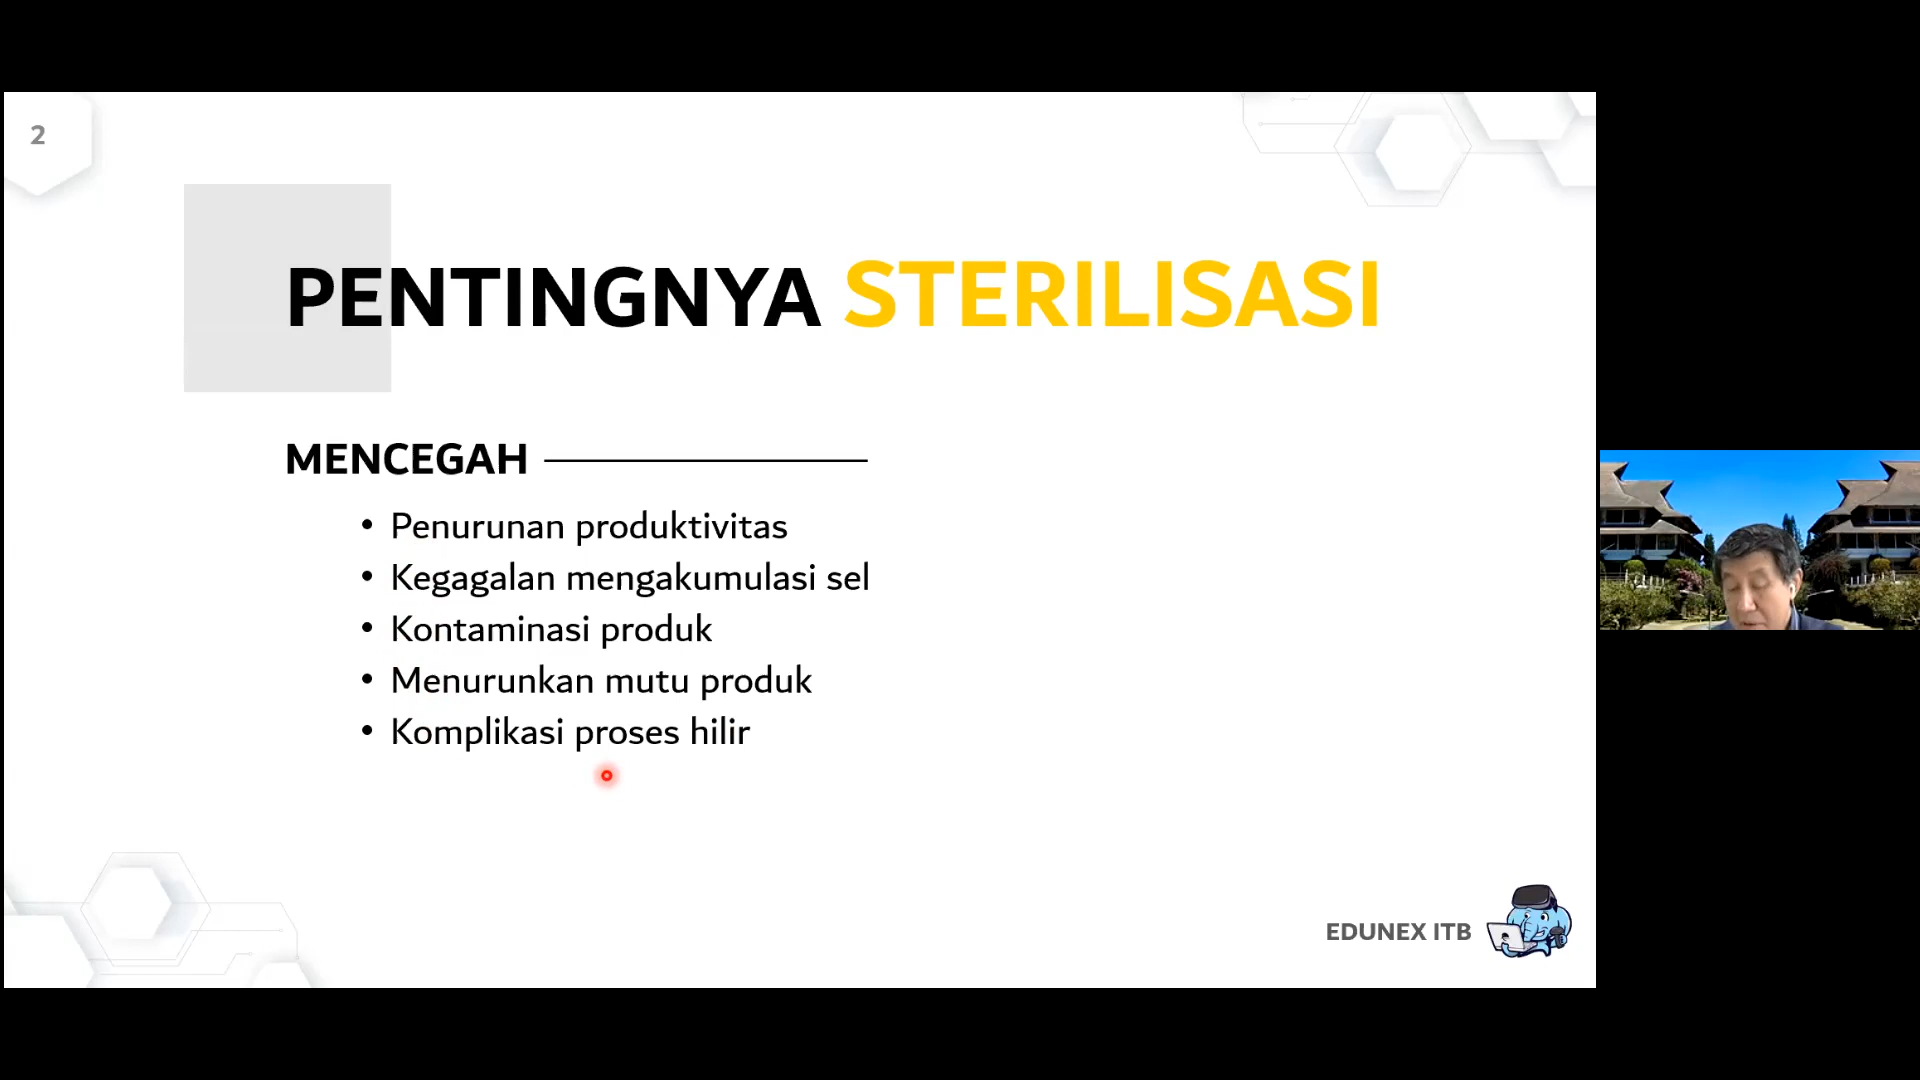 2
PENTINGNYA STERILISASI
MENCEGAH
• Penurunan produktivitas
• Kegagalan mengakumulasi sel
• Kontaminasi produk
• Menurunkan mutu produk
• Komplikasi proses hilir
EDUNEX ITB